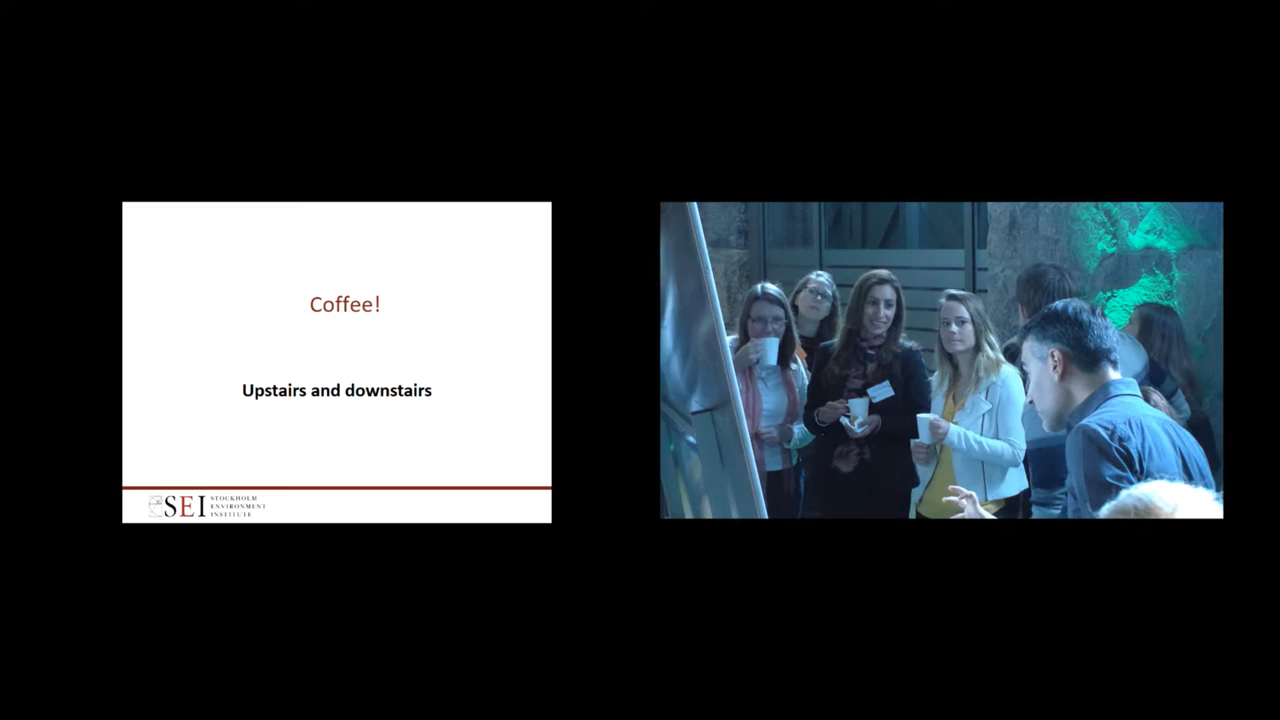 Coffee!
Upstairs and downstairs
SEI
STOCKHOLM
ENVIRONMENT
INSTITUTE